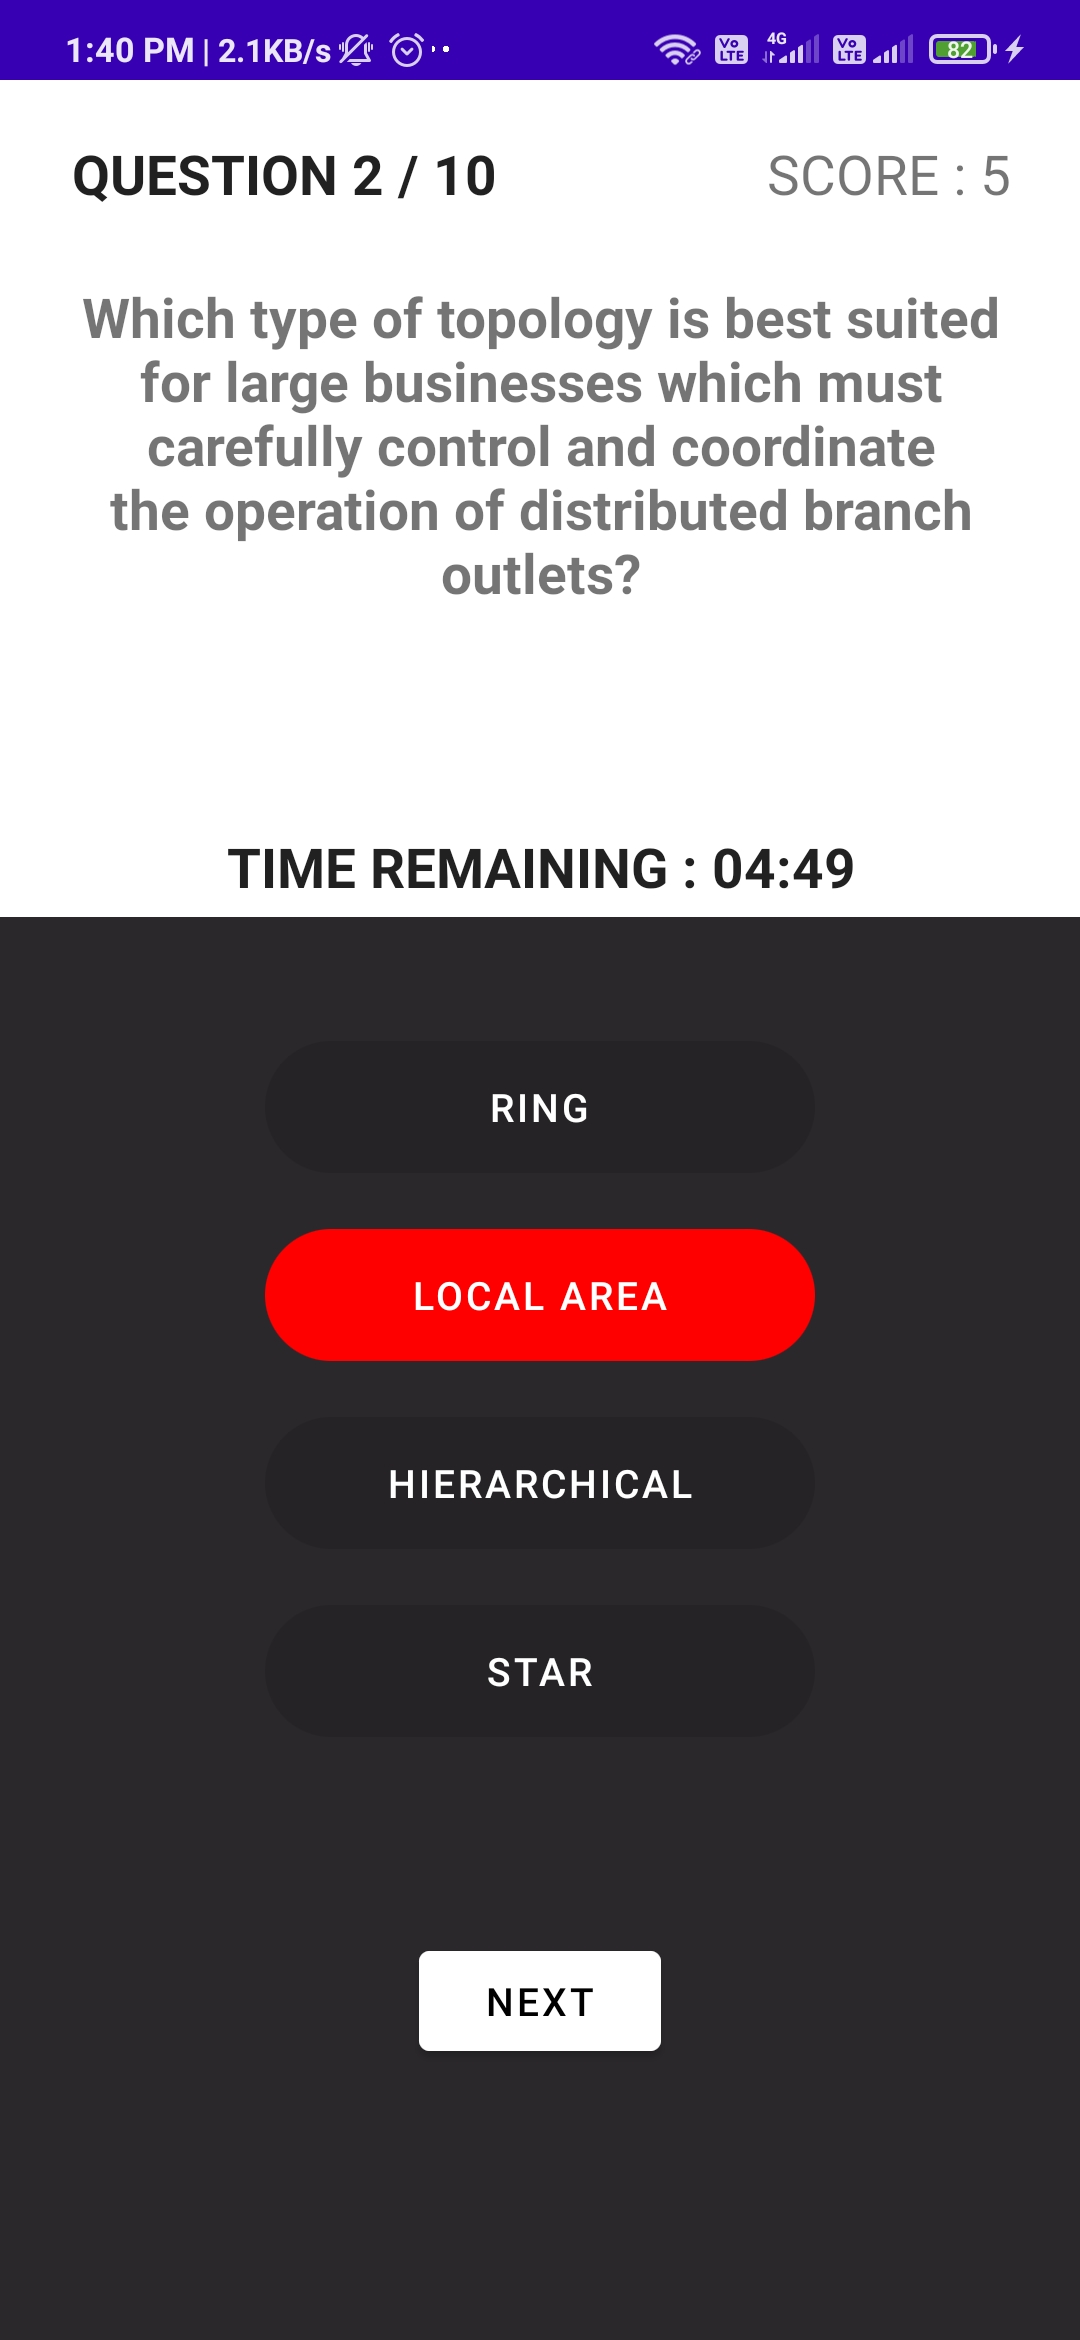 1:40 PM | 2.1KB/s
Vo LTE 4G Vo LTE 82
QUESTION 2 / 10
SCORE : 5
Which type of topology is best suited
for large businesses which must
carefully control and coordinate
the operation of distributed branch
outlets?
TIME REMAINING : 04:49
RING
LOCAL AREA
HIERARCHICAL
STAR
NEXT